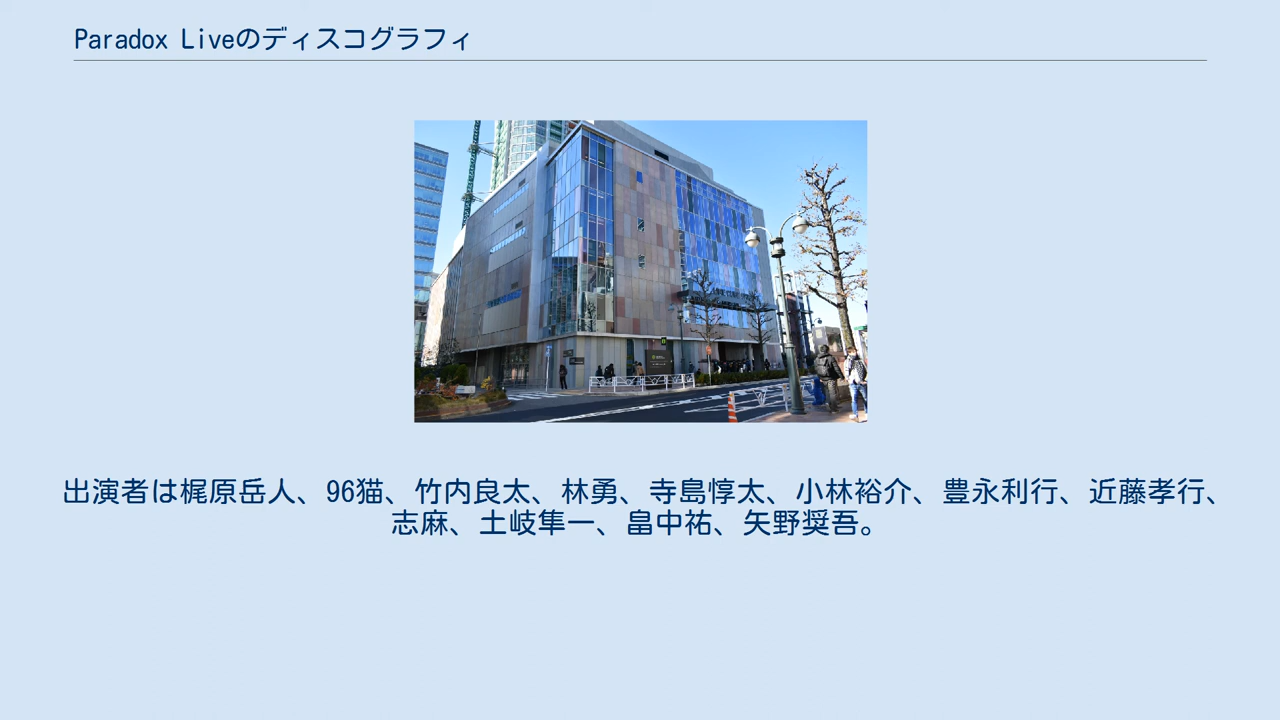 Paradox Liveのディスコグラフィ
出演者は梶原岳人、96猫、竹内良太、林勇、寺島惇太、小林裕介、豊永利行、近藤孝行、
志麻、土岐隼一、畠中祐、矢野奨吾。